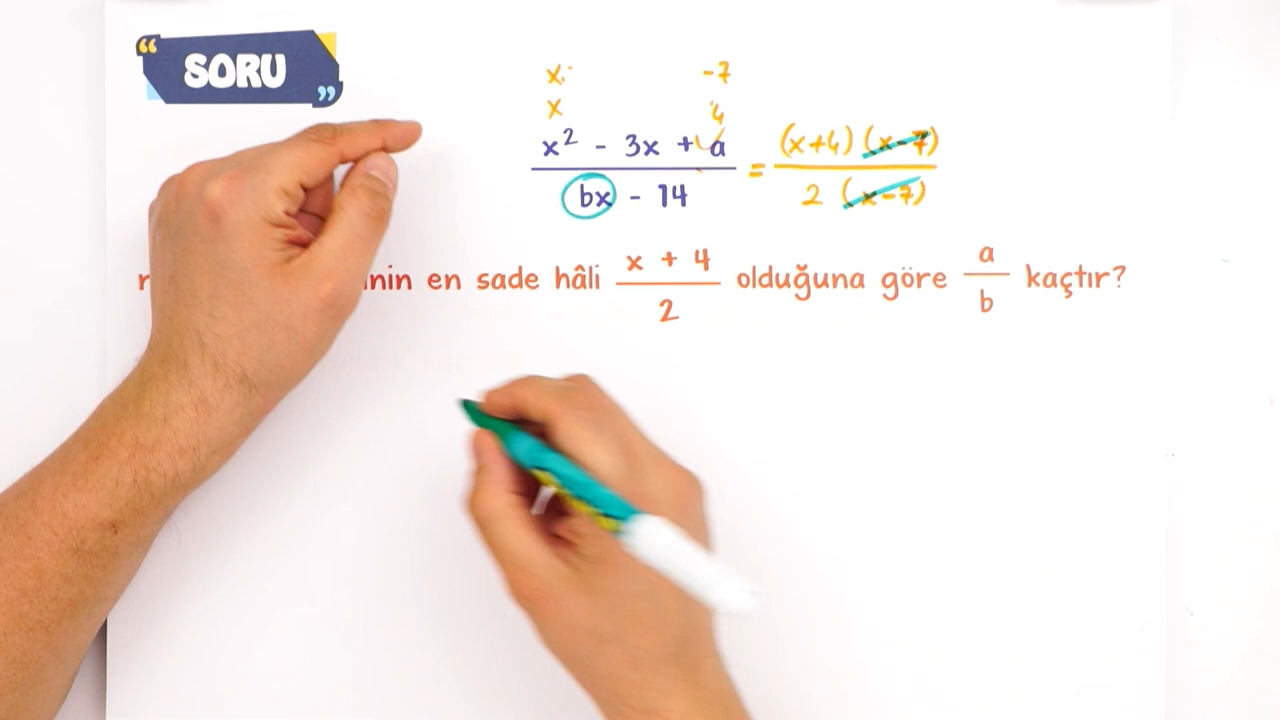 “ SORU ”
x -7
x 4
x² - 3x + a = (x+4) (x-7)
bx - 14 2 (x-7)
en sade hâli x + 4 / 2 olduğuna göre a / b kaçtır?